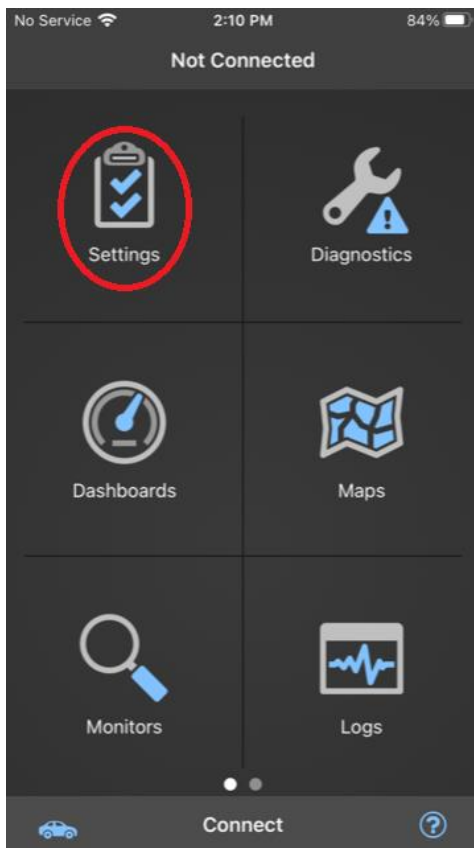 No Service 2:10 PM 84%
Not Connected
Settings Diagnostics
Dashboards Maps
Monitors Logs
Connect ?